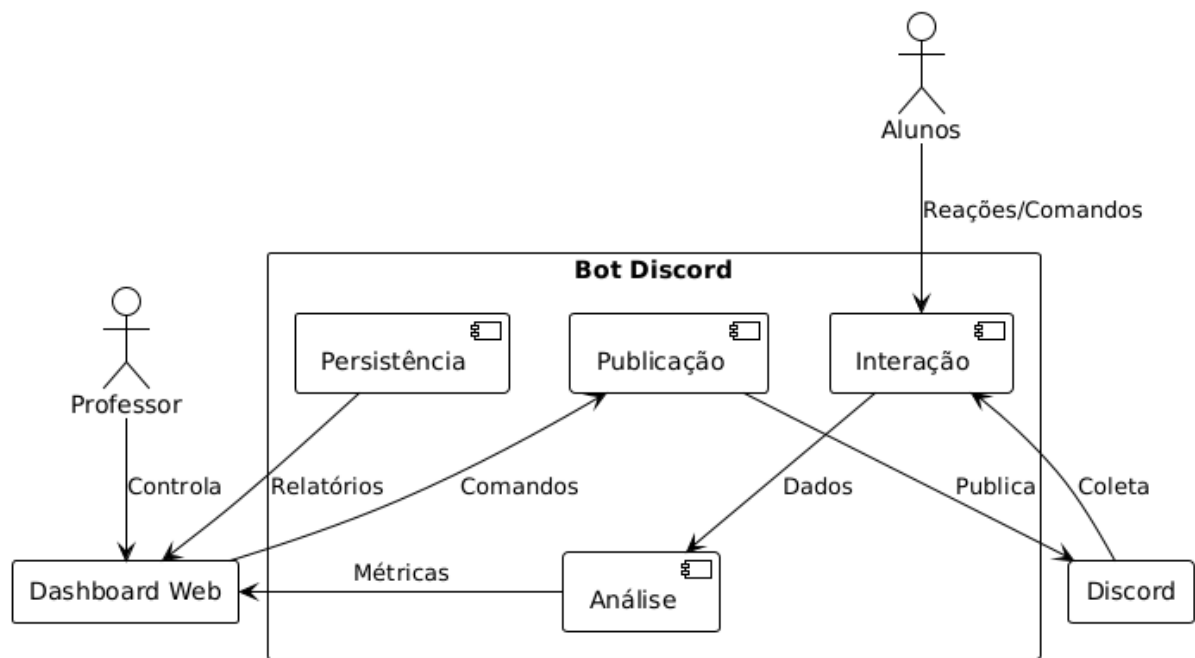 Alunos
Reações/Comandos
Bot Discord
Persistência
Publicação
Interação
Professor
Controla
Relatórios
Comandos
Dados
Publica
Coleta
Dashboard Web
Métricas
Análise
Discord